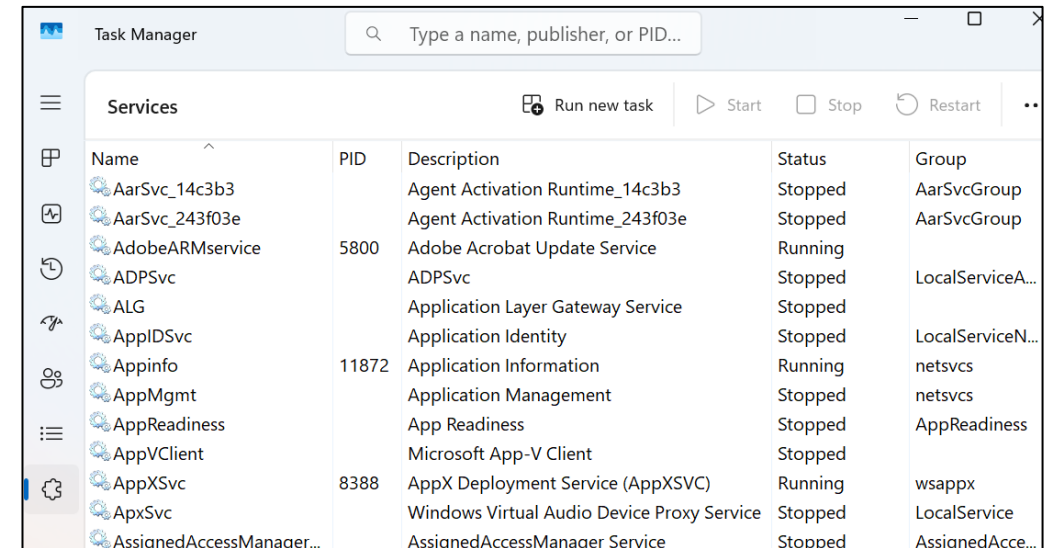 Task Manager
Type a name, publisher, or PID...
Services
Run new task Start Stop Restart
Name PID Description Status Group
AarSvc_14c3b3 Agent Activation Runtime_14c3b3 Stopped AarSvcGroup
AarSvc_243f03e Agent Activation Runtime_243f03e Stopped AarSvcGroup
AdobeARMservice 5800 Adobe Acrobat Update Service Running
ADPSvc ADPSvc Stopped LocalServiceA...
ALG Application Layer Gateway Service Stopped
AppIDSvc Application Identity Stopped LocalServiceN...
Appinfo 11872 Application Information Running netsvcs
AppMgmt Application Management Stopped netsvcs
AppReadiness App Readiness Stopped AppReadiness
AppVClient Microsoft App-V Client Stopped
AppXSvc 8388 AppX Deployment Service (AppXSVC) Running wsappx
ApxSvc Windows Virtual Audio Device Proxy Service Stopped LocalService
AssignedAccessManager... AssignedAccessManager Service Stopped AssignedAcce...